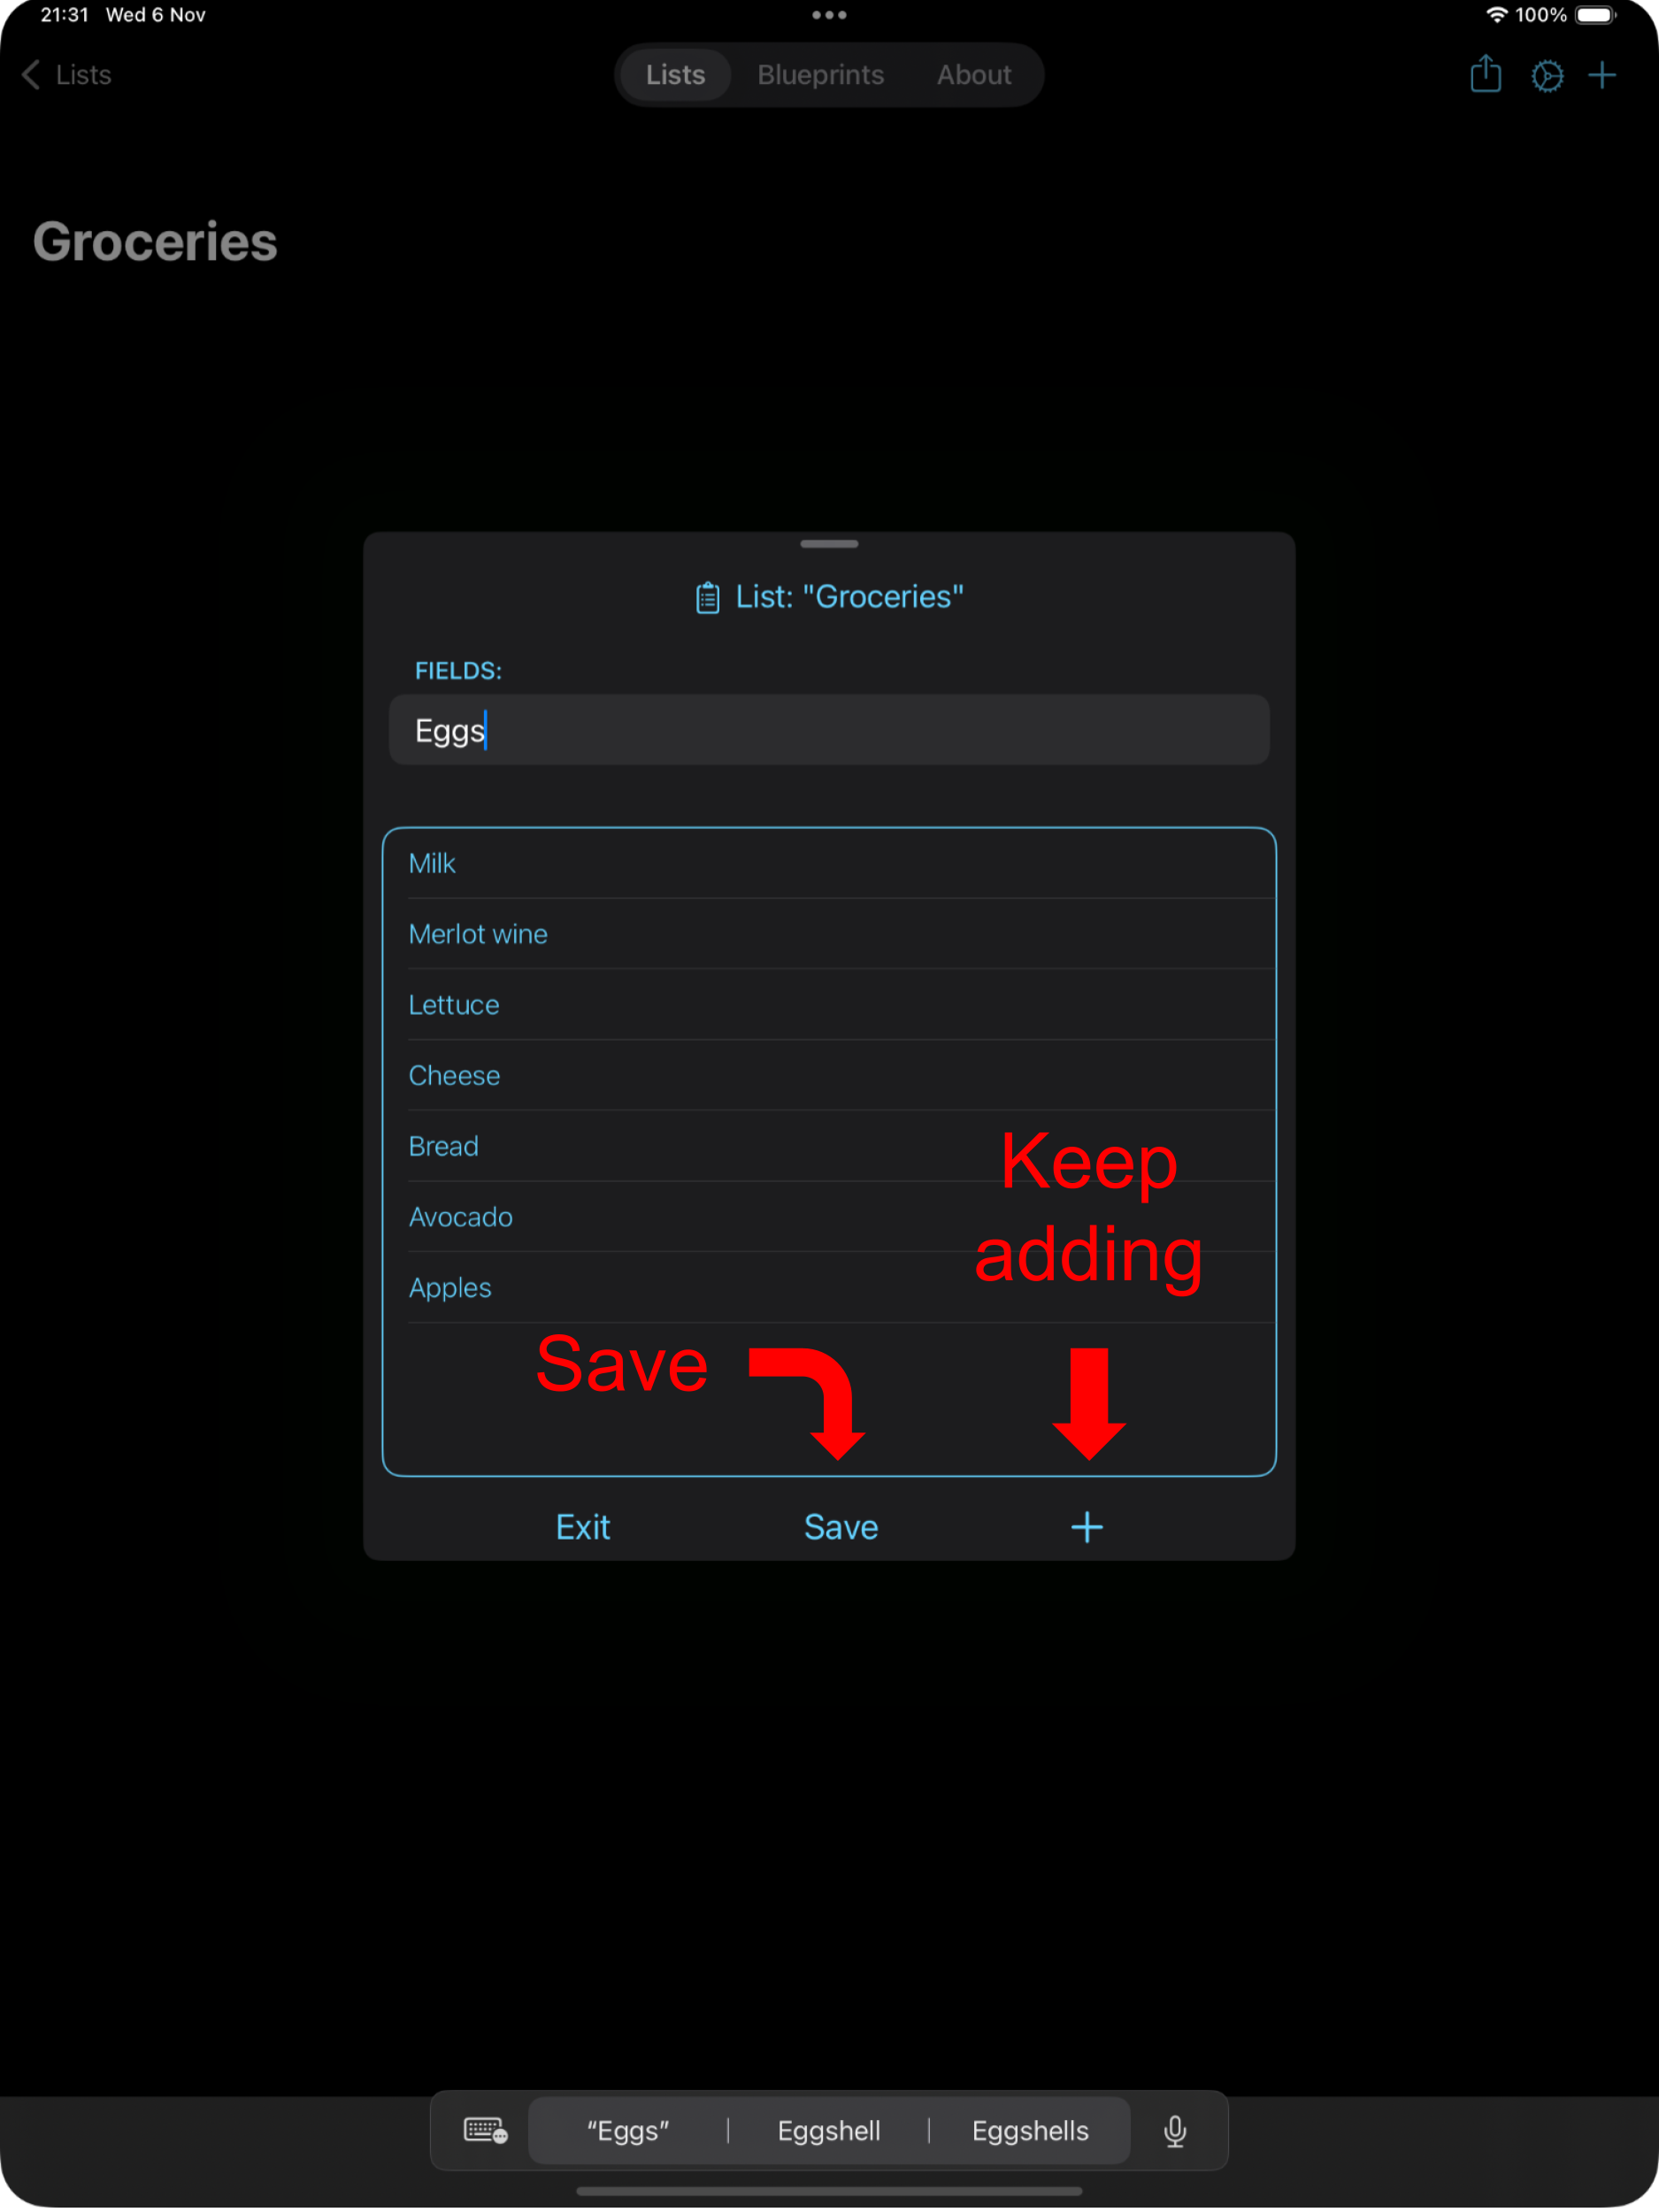 21:31 Wed 6 Nov
100%
Lists
Lists Blueprints About
Groceries
List: "Groceries"
FIELDS:
Eggs
Milk
Merlot wine
Lettuce
Cheese
Bread
Avocado
Apples
Keep
adding
Save
Exit Save +
“Eggs” Eggshell Eggshells